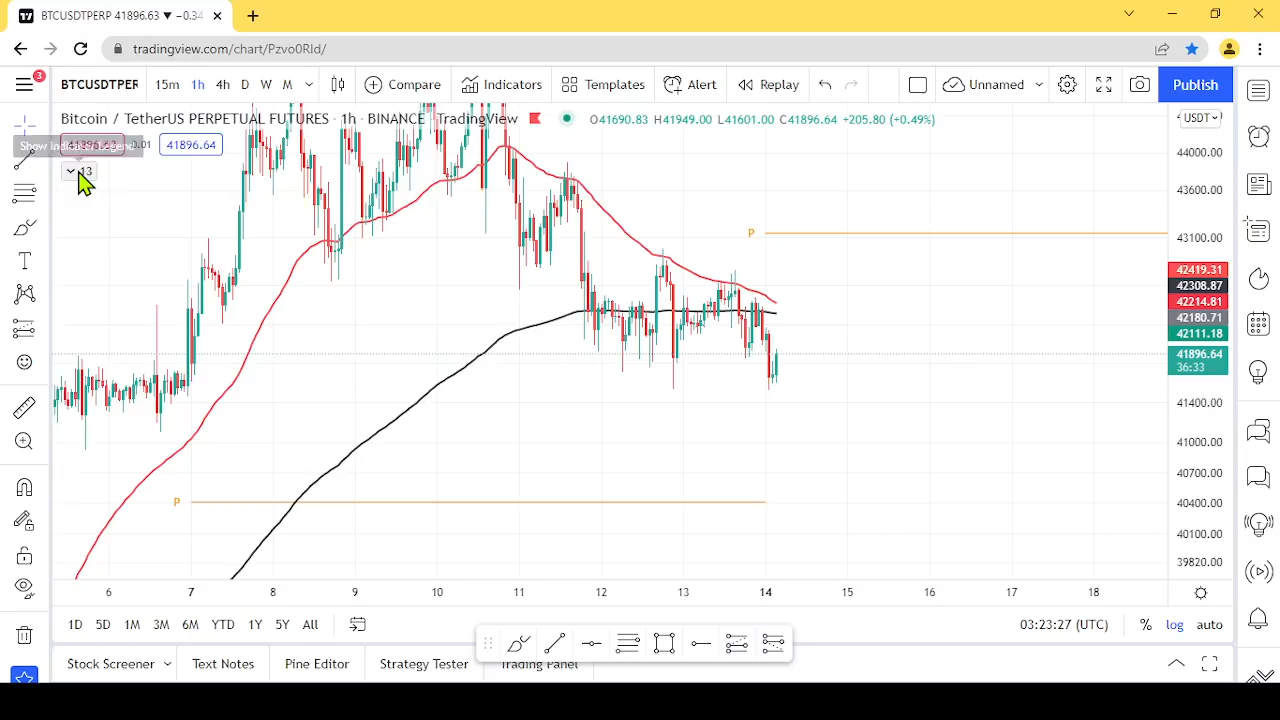 BTCUSDTPERP 41896.63 ▼ −0.34
tradingview.com/chart/Pzvo0Rld/
3
BTCUSDTPER 15m 1h 4h D W M Compare Indicators Templates Alert Replay Unnamed Publish
Bitcoin / TetherUS PERPETUAL FUTURES · 1h · BINANCE TradingView O41690.83 H41949.00 L41601.00 C41896.64 +205.80 (+0.49%)
USDT
0.01 41896.64
13
44000.00
43600.00
P
43100.00
42419.31
42308.87
42214.81
42180.71
42111.18
41896.64
36:33
41400.00
41000.00
40700.00
P
40400.00
40100.00
39820.00
6 7 8 9 10 11 12 13 14 15 16 17 18
1D 5D 1M 3M 6M YTD 1Y 5Y All 03:23:27 (UTC) % log auto
Stock Screener Text Notes Pine Editor Strategy Tester Trading Panel